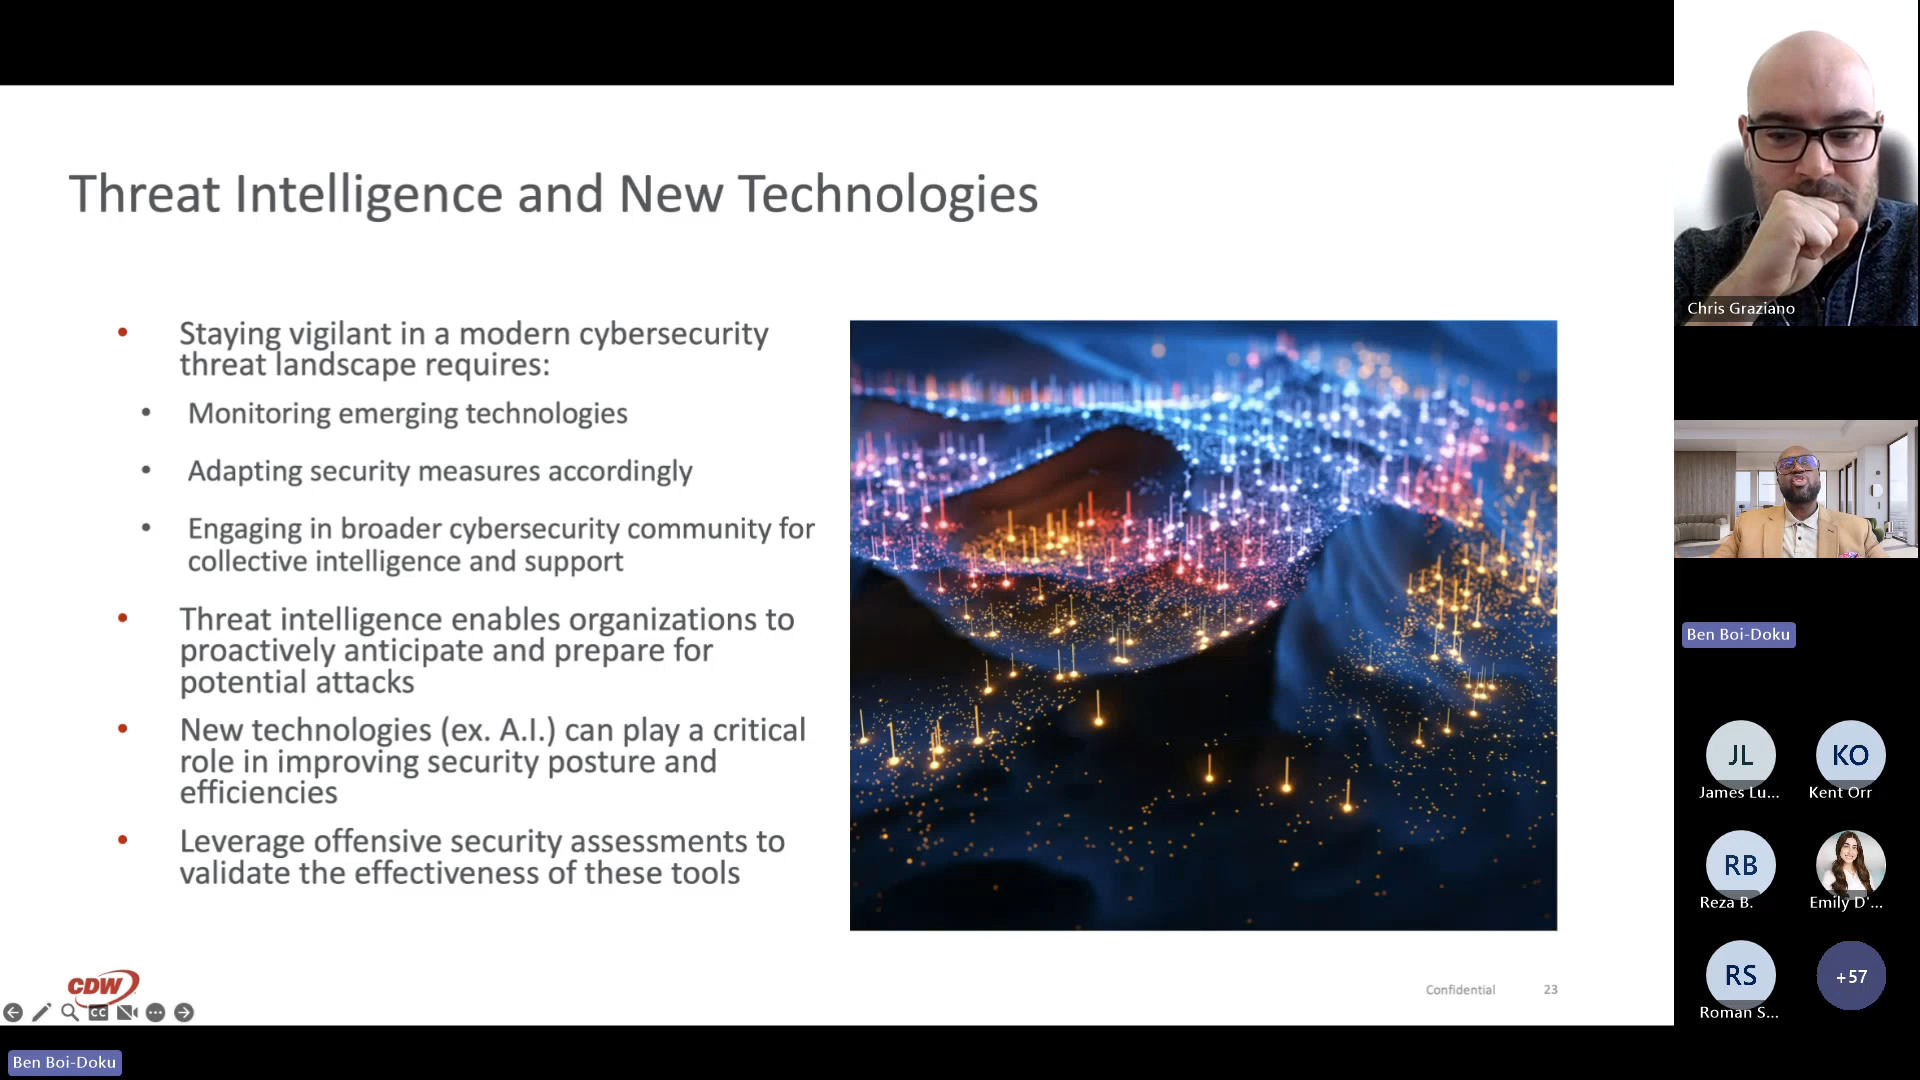 Threat Intelligence and New Technologies
Staying vigilant in a modern cybersecurity
threat landscape requires:
Monitoring emerging technologies
Adapting security measures accordingly
Engaging in broader cybersecurity community for
collective intelligence and support
Threat intelligence enables organizations to
proactively anticipate and prepare for
potential attacks
New technologies (ex. A.I.) can play a critical
role in improving security posture and
efficiencies
Leverage offensive security assessments to
validate the effectiveness of these tools
CDW
CC
Confidential
23
Ben Boi-Doku
Chris Graziano
Ben Boi-Doku
JL
James Lu...
KO
Kent Orr
RB
Reza B.
Emily D'...
RS
Roman S...
+57